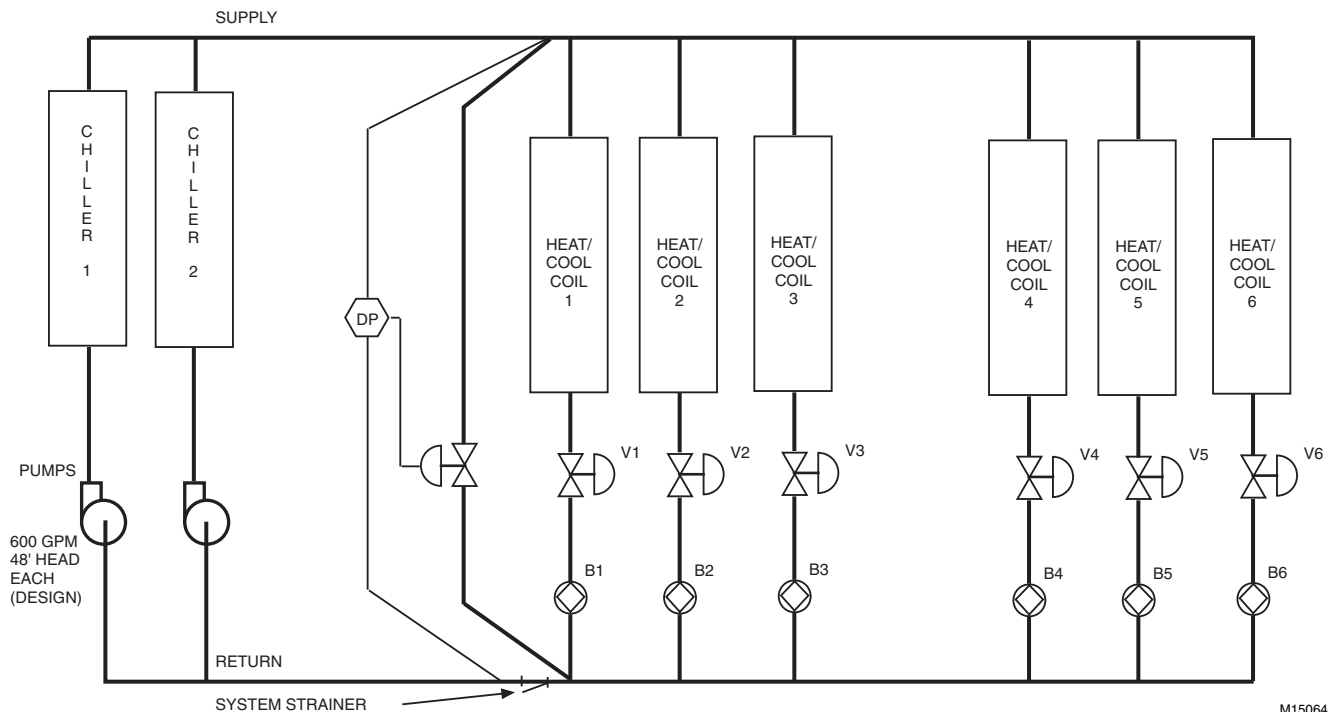 SUPPLY
CHILLER 1
CHILLER 2
DP
HEAT/
COOL
COIL
1
HEAT/
COOL
COIL
2
HEAT/
COOL
COIL
3
HEAT/
COOL
COIL
4
HEAT/
COOL
COIL
5
HEAT/
COOL
COIL
6
V1
V2
V3
V4
V5
V6
PUMPS
600 GPM
48' HEAD
EACH
(DESIGN)
B1
B2
B3
B4
B5
B6
RETURN
SYSTEM STRAINER
M15064